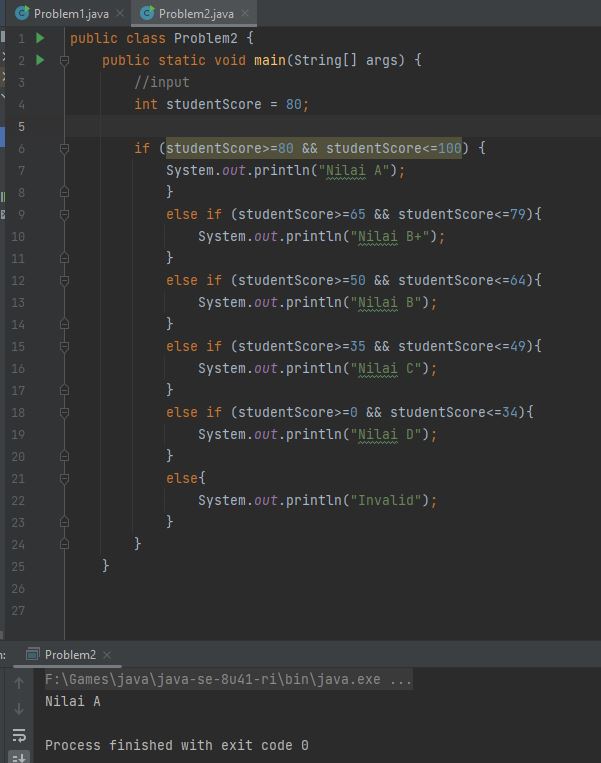 Problem1.java × Problem2.java ×
1 public class Problem2 {
2 public static void main(String[] args) {
3 //input
4 int studentScore = 80;
5
6 if (studentScore>=80 && studentScore<=100) {
7 System.out.println("Nilai A");
8 }
9 else if (studentScore>=65 && studentScore<=79){
10 System.out.println("Nilai B+");
11 }
12 else if (studentScore>=50 && studentScore<=64){
13 System.out.println("Nilai B");
14 }
15 else if (studentScore>=35 && studentScore<=49){
16 System.out.println("Nilai C");
17 }
18 else if (studentScore>=0 && studentScore<=34){
19 System.out.println("Nilai D");
20 }
21 else{
22 System.out.println("Invalid");
23 }
24 }
25 }
26
27
Problem2 ×
F:\Games\java\java-se-8u41-ri\bin\java.exe ...
Nilai A
Process finished with exit code 0